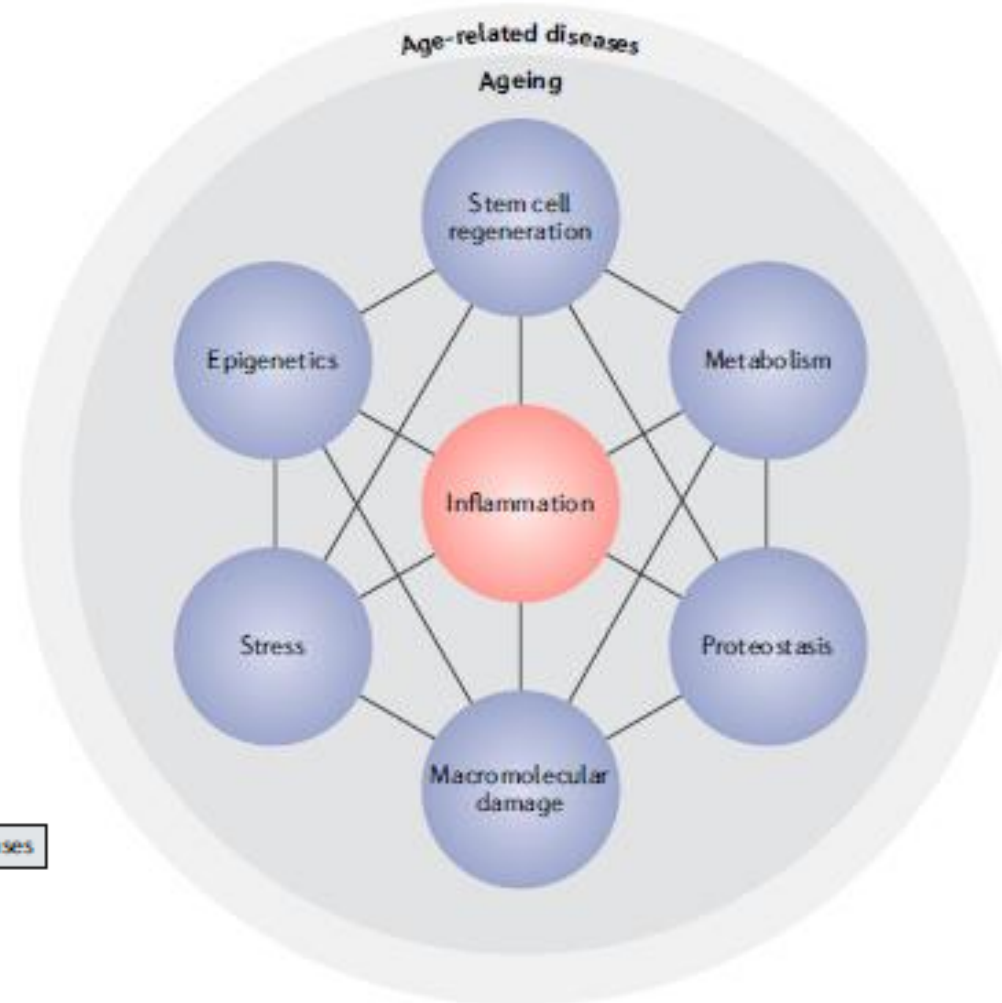 Age-related diseases
Ageing
Stem cell
regeneration
Epigenetics
Metabolism
Inflammation
Stress
Proteostasis
Macromolecular
damage